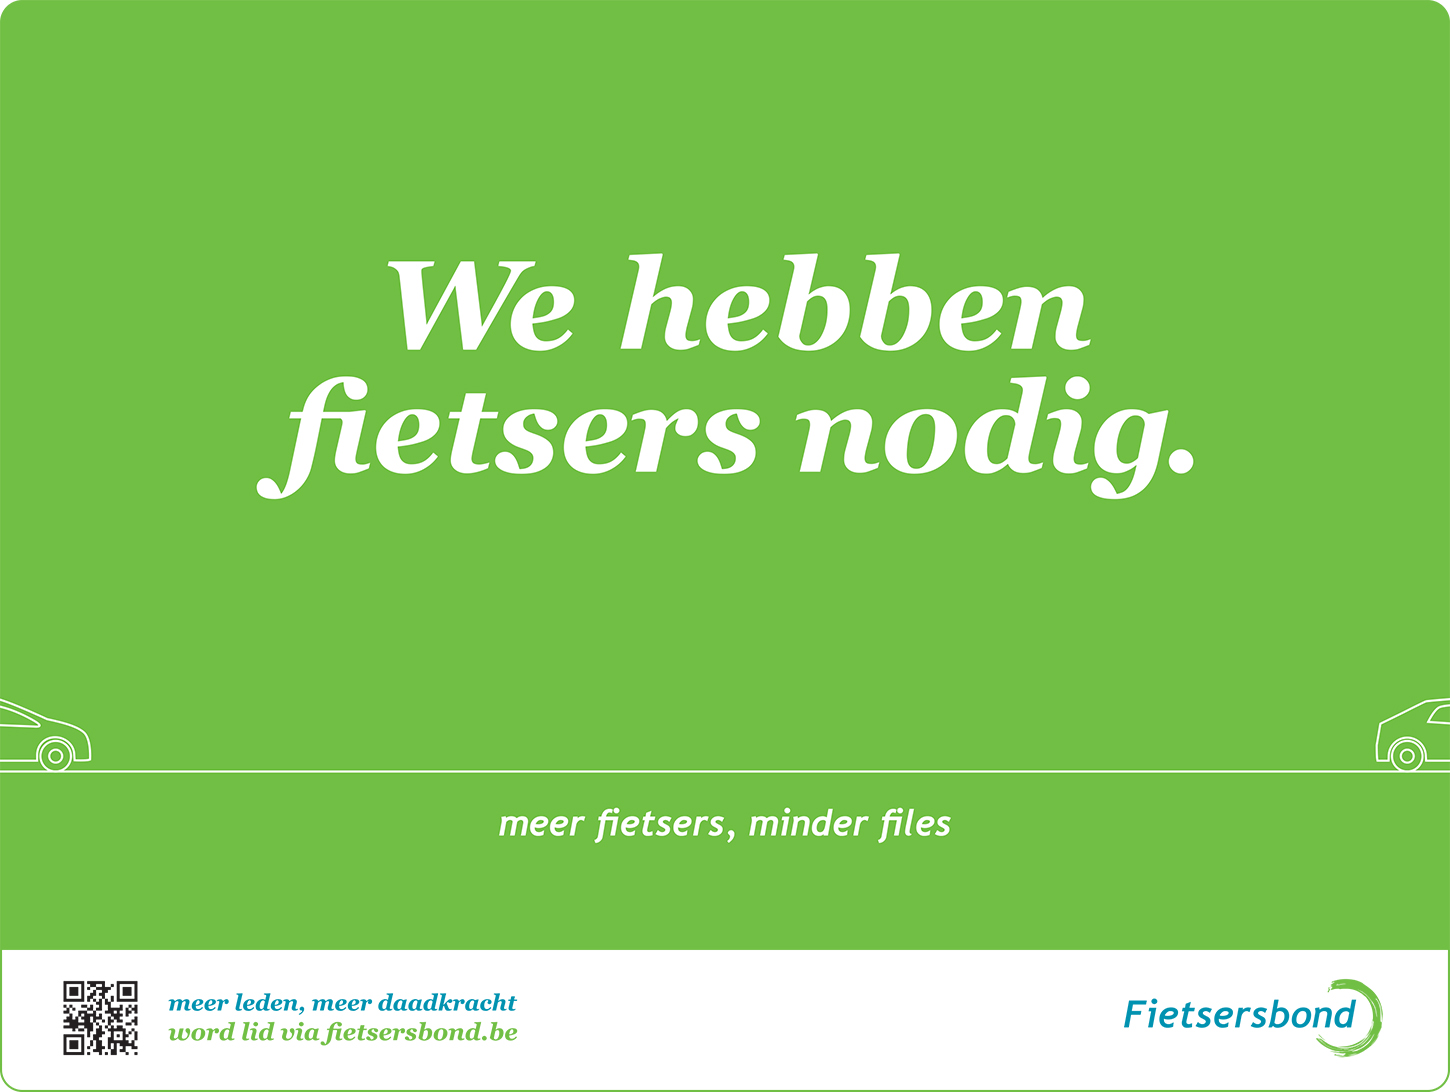 We hebben
fietsers nodig.
meer fietsers, minder files
meer leden, meer daadkracht
word lid via fietsersbond.be
Fietsersbond